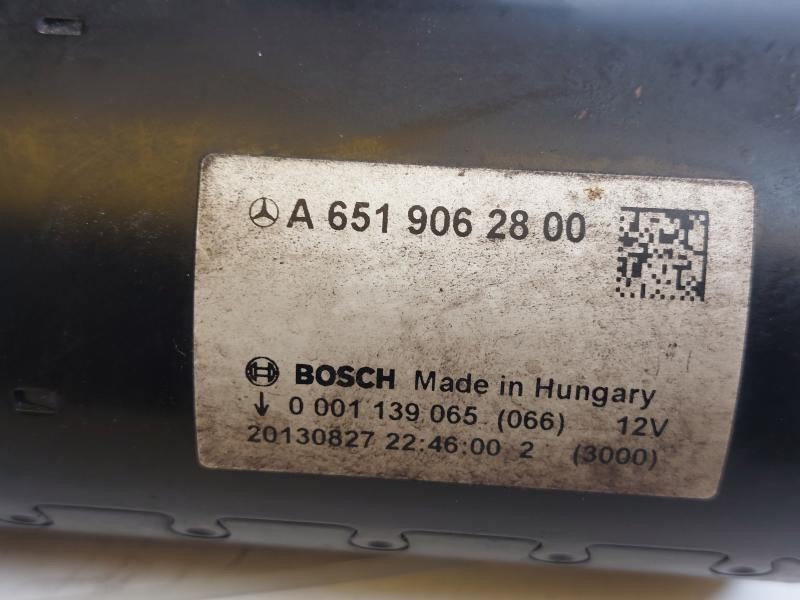 A 651 906 28 00
BOSCH Made in Hungary
↓ 0 001 139 065 (066) 12V
20130827 22:46:00 2 (3000)